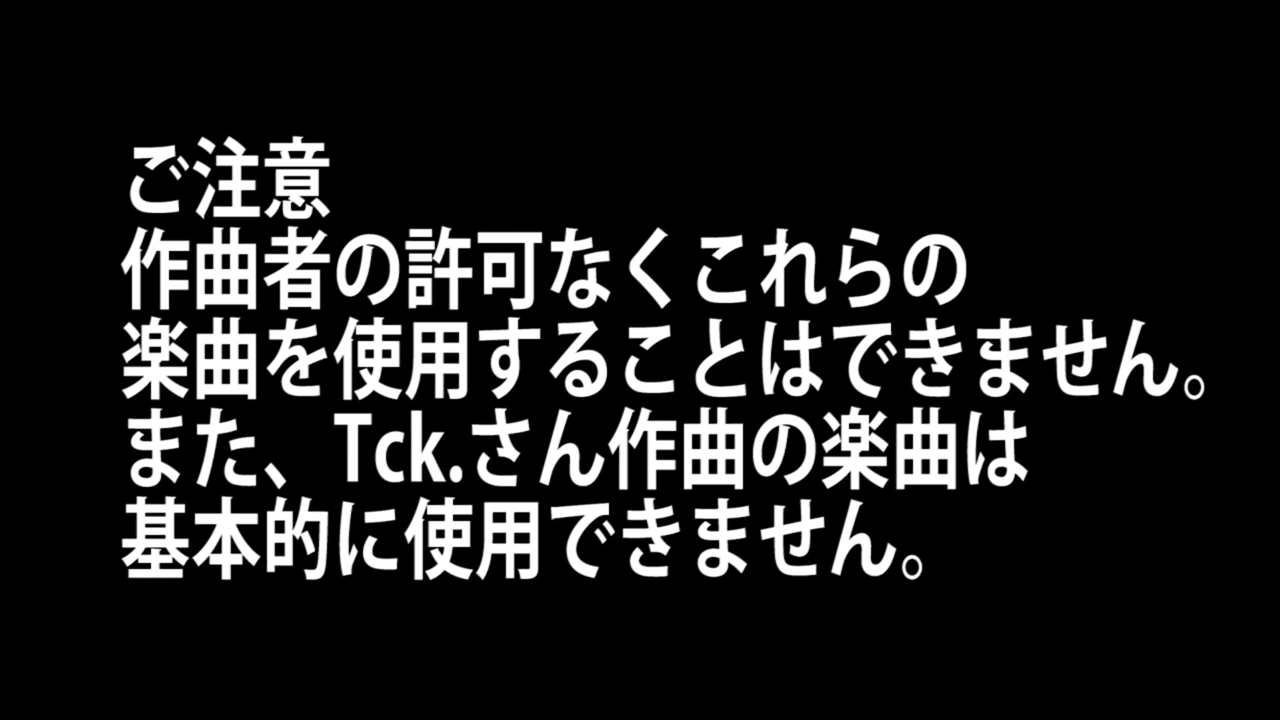 ご注意
作曲者の許可なくこれらの
楽曲を使用することはできません。
また、Tck.さん作曲の楽曲は
基本的に使用できません。